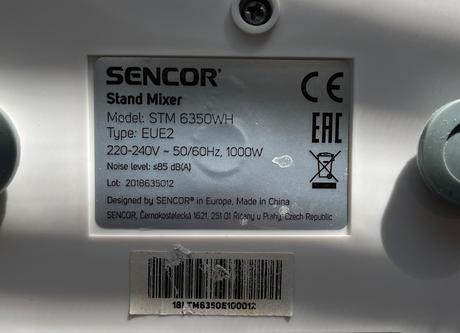 SENCOR®
Stand Mixer
Model: STM 6350WH
Type: EUE2
220-240V ~ 50/60Hz, 1000W
Noise level: ≤85 dB(A)
Lot: 2018635012
Designed by SENCOR® in Europe, Made in China
SENCOR, Černokostelecká 1621, 251 01 Říčany u Prahy, Czech Republic
CE
EAC
18LTM6350E100012